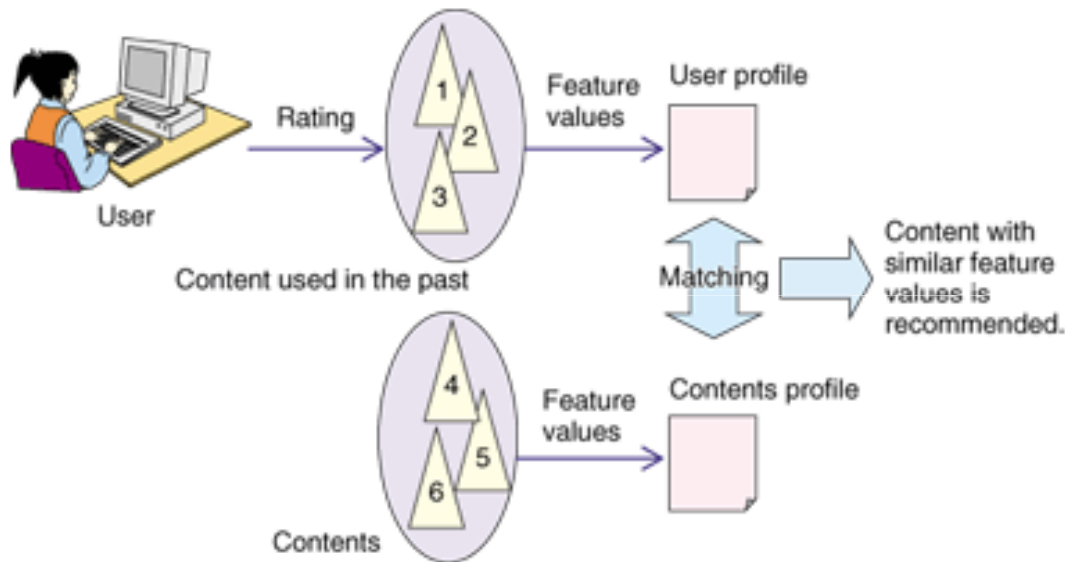 User
Rating
1
2
3
Content used in the past
Feature
values
User profile
Matching
Content with
similar feature
values is
recommended.
4
5
6
Contents
Feature
values
Contents profile